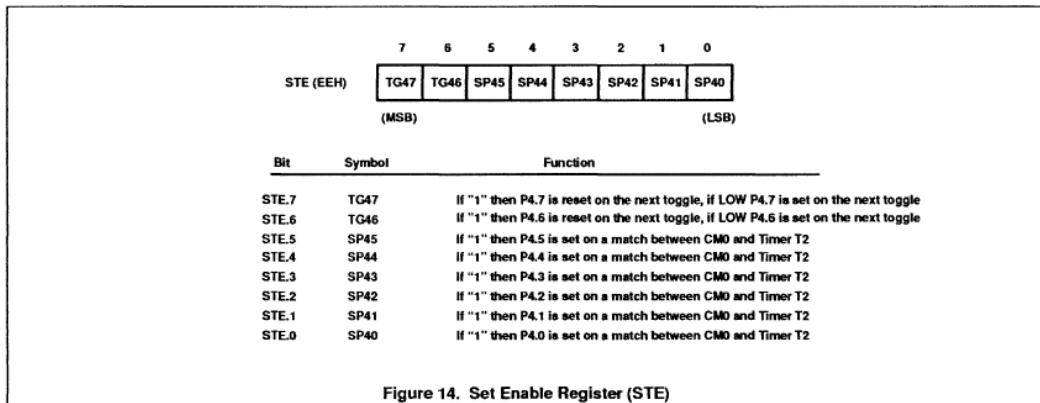 7 6 5 4 3 2 1 0
STE (EEH) TG47 TG46 SP45 SP44 SP43 SP42 SP41 SP40
(MSB) (LSB)
Bit Symbol Function
STE.7 TG47 If "1" then P4.7 is reset on the next toggle, if LOW P4.7 is set on the next toggle
STE.6 TG46 If "1" then P4.6 is reset on the next toggle, if LOW P4.6 is set on the next toggle
STE.5 SP45 If "1" then P4.5 is set on a match between CM0 and Timer T2
STE.4 SP44 If "1" then P4.4 is set on a match between CM0 and Timer T2
STE.3 SP43 If "1" then P4.3 is set on a match between CM0 and Timer T2
STE.2 SP42 If "1" then P4.2 is set on a match between CM0 and Timer T2
STE.1 SP41 If "1" then P4.1 is set on a match between CM0 and Timer T2
STE.0 SP40 If "1" then P4.0 is set on a match between CM0 and Timer T2
Figure 14. Set Enable Register (STE)